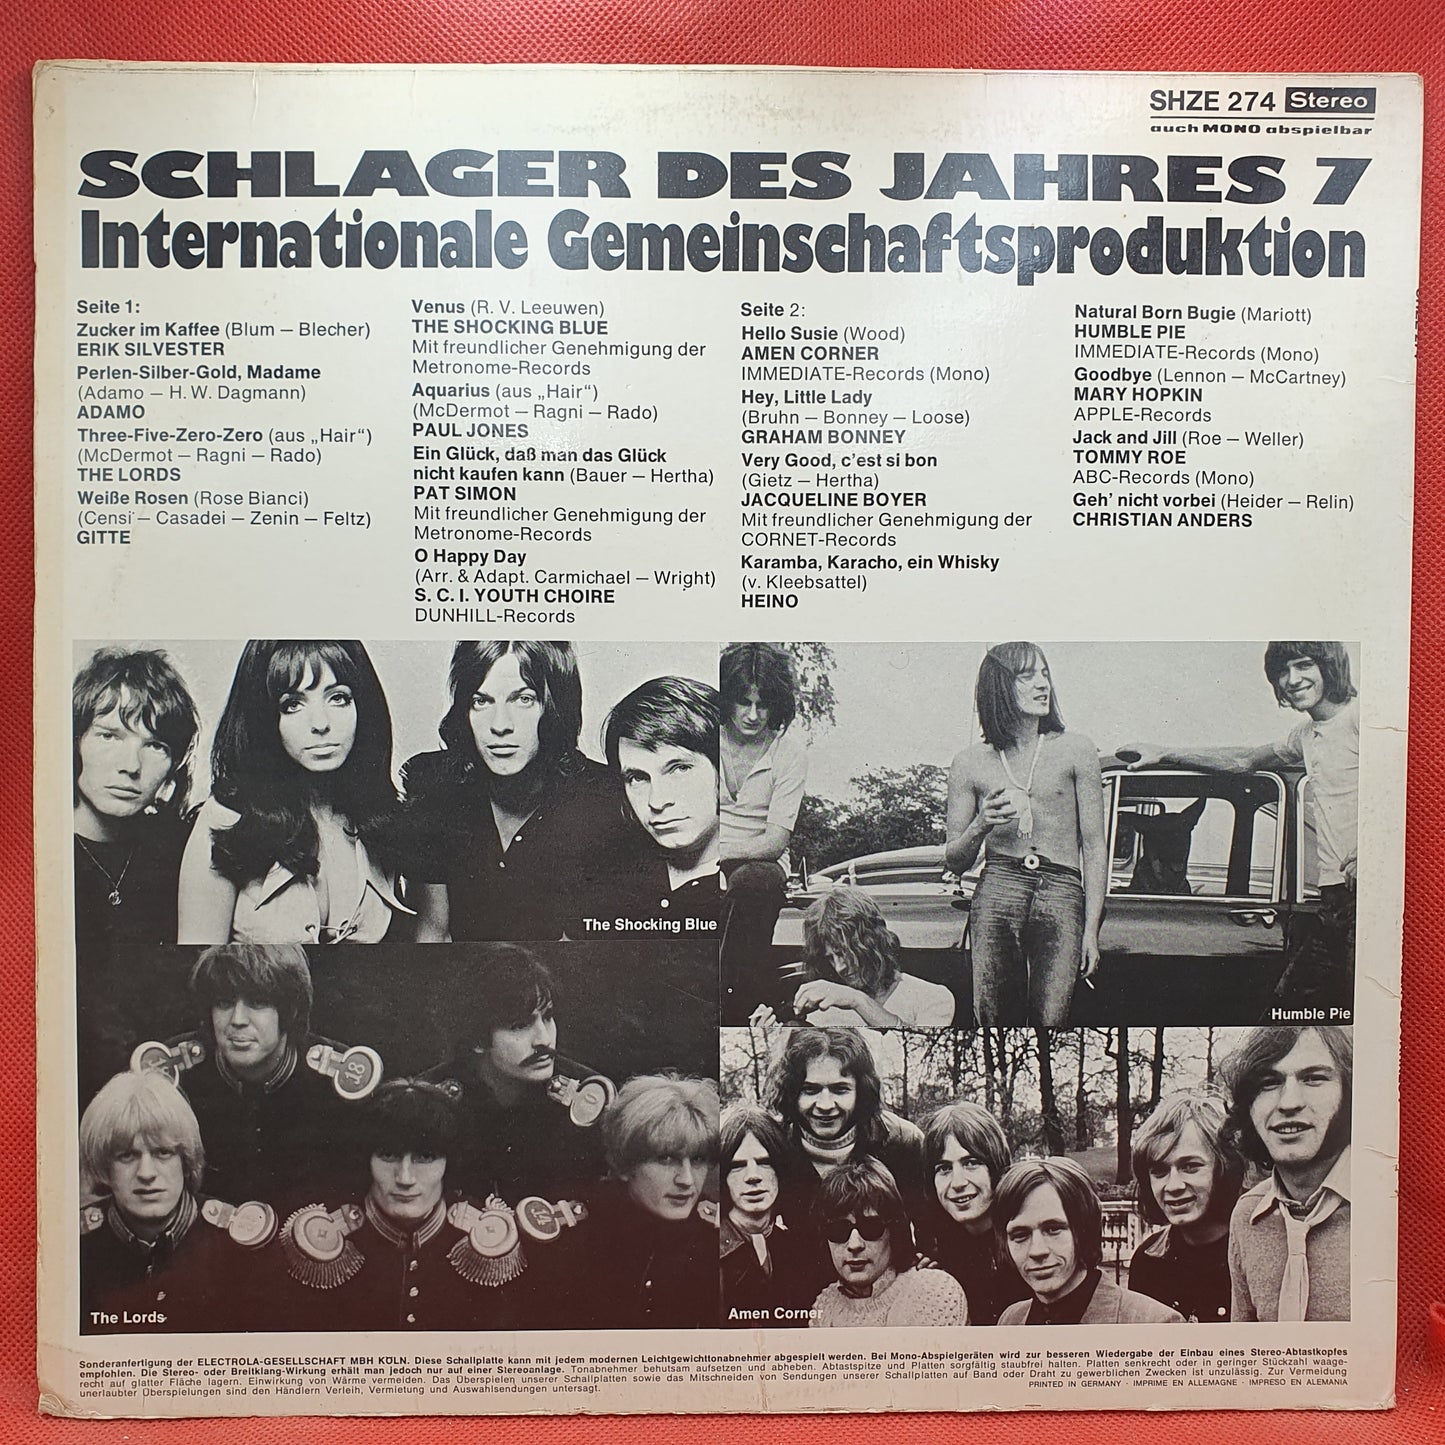 SHZE 274 Stereo
auch MONO abspielbar
SCHLAGER DES JAHRES 7
Internationale Gemeinschaftsproduktion
Seite 1:
Zucker im Kaffee (Blum – Blecher)
ERIK SILVESTER
Perlen-Silber-Gold, Madame
(Adamo – H. W. Dagmann)
ADAMO
Three-Five-Zero-Zero (aus „Hair“)
(McDermot – Ragni – Rado)
THE LORDS
Weiße Rosen (Rose Bianci)
(Censi – Casadei – Zenin – Feltz)
GITTE
Venus (R. V. Leeuwen)
THE SHOCKING BLUE
Mit freundlicher Genehmigung der
Metronome-Records
Aquarius (aus „Hair“)
(McDermot – Ragni – Rado)
PAUL JONES
Ein Glück, daß man das Glück
nicht kaufen kann (Bauer – Hertha)
PAT SIMON
Mit freundlicher Genehmigung der
Metronome-Records
O Happy Day
(Arr. & Adapt. Carmichael – Wright)
S. C. I. YOUTH CHOIRE
DUNHILL-Records
Seite 2:
Hello Susie (Wood)
AMEN CORNER
IMMEDIATE-Records (Mono)
Hey, Little Lady
(Bruhn – Bonney – Loose)
GRAHAM BONNEY
Very Good, c'est si bon
(Gietz – Hertha)
JACQUELINE BOYER
Mit freundlicher Genehmigung der
CORNET-Records
Karamba, Karacho, ein Whisky
(v. Kleebsattel)
HEINO
Natural Born Bugie (Mariott)
HUMBLE PIE
IMMEDIATE-Records (Mono)
Goodbye (Lennon – McCartney)
MARY HOPKIN
APPLE-Records
Jack and Jill (Roe – Weller)
TOMMY ROE
ABC-Records (Mono)
Geh' nicht vorbei (Heider – Relin)
CHRISTIAN ANDERS
The Shocking Blue
Humble Pie
The Lords
Amen Corner
Sonderanfertigung der ELECTROLA-GESELLSCHAFT MBH KÖLN. Diese Schallplatte kann mit jedem modernen Leichtgewichttonabnehmer abgespielt werden. Bei Mono-Abspielgeräten wird zur besseren Wiedergabe der Einbau eines Stereo-Abtastkopfes
empfohlen. Die Stereo- oder Breitklang-Wirkung erhält man jedoch nur auf einer Stereoanlage. Tonabnehmer behutsam aufsetzen und abheben. Abtastspitze und Platten sorgfältig staubfrei halten. Platten senkrecht oder in geringer Stückzahl waage-
recht auf glatter Fläche lagern. Einwirkung von Wärme vermeiden. Das Überspielen unserer Schallplatten sowie das Mitschneiden von Sendungen unserer Schallplatten auf Band oder Draht zu gewerblichen Zwecken ist unzulässig. Zur Vermeidung
unerlaubter Überspielungen sind den Händlern Verleih, Vermietung und Auswahlsendungen untersagt.
PRINTED IN GERMANY · IMPRIME EN ALLEMAGNE · IMPRESO EN ALEMANIA